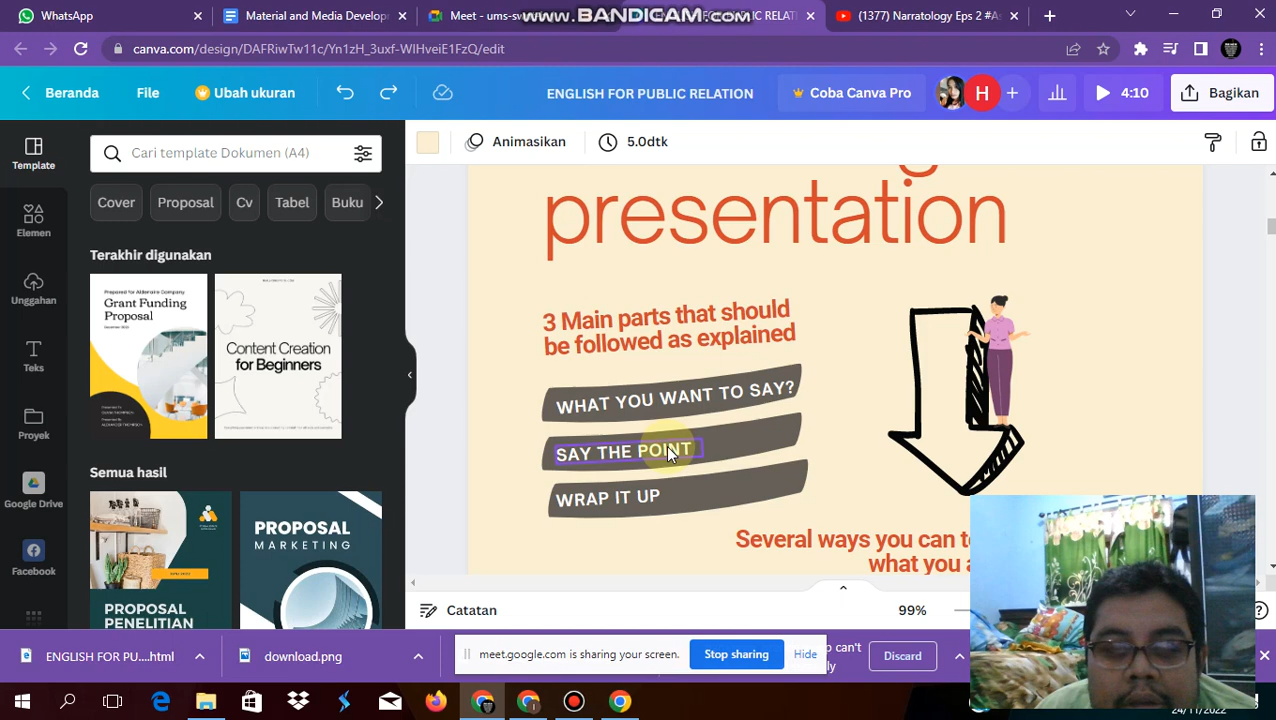 WhatsApp
Material and Media Develop
Meet - ums-sw
www.BANDICAM.com
FOR PUBLIC RELAT
(1377) Narratology Eps 2 #As
canva.com/design/DAFRiwTw11c/Yn1zH_3uxf-WIHveiE1FzQ/edit
Beranda
File
Ubah ukuran
ENGLISH FOR PUBLIC RELATION
Coba Canva Pro
H
4:10
Bagikan
Template
Elemen
Unggahan
Teks
Proyek
Google Drive
Facebook
Cari template Dokumen (A4)
Cover
Proposal
Cv
Tabel
Buku
Terakhir digunakan
Grant Funding
Proposal
Content Creation
for Beginners
Semua hasil
PROPOSAL
PENELITIAN
PROPOSAL
MARKETING
Animasikan
5.0dtk
presentation
3 Main parts that should
be followed as explained
WHAT YOU WANT TO SAY?
SAY THE POINT
WRAP IT UP
Several ways you can t
what you a
Catatan
99%
ENGLISH FOR PU....html
download.png
meet.google.com is sharing your screen.
Stop sharing
Hide
can't
Discard
24/11/2022